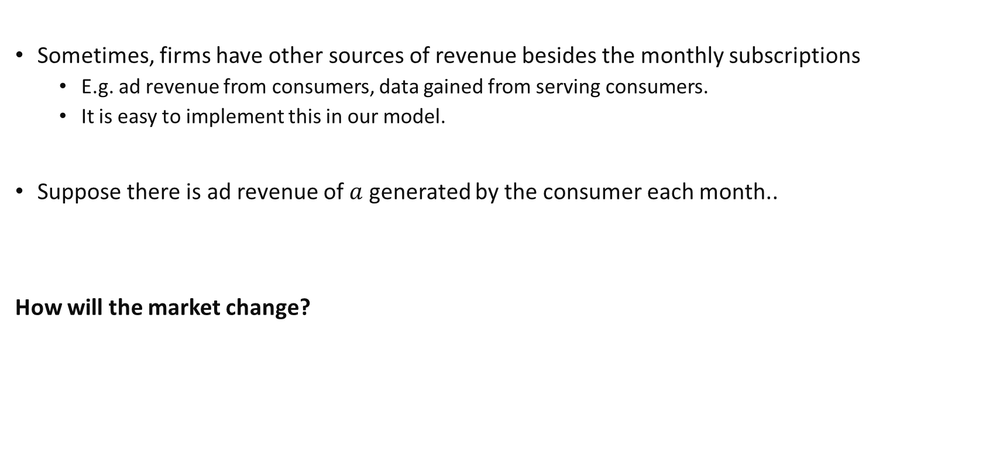 • Sometimes, firms have other sources of revenue besides the monthly subscriptions
• E.g. ad revenue from consumers, data gained from serving consumers.
• It is easy to implement this in our model.
• Suppose there is ad revenue of 𝑎 generated by the consumer each month..
How will the market change?